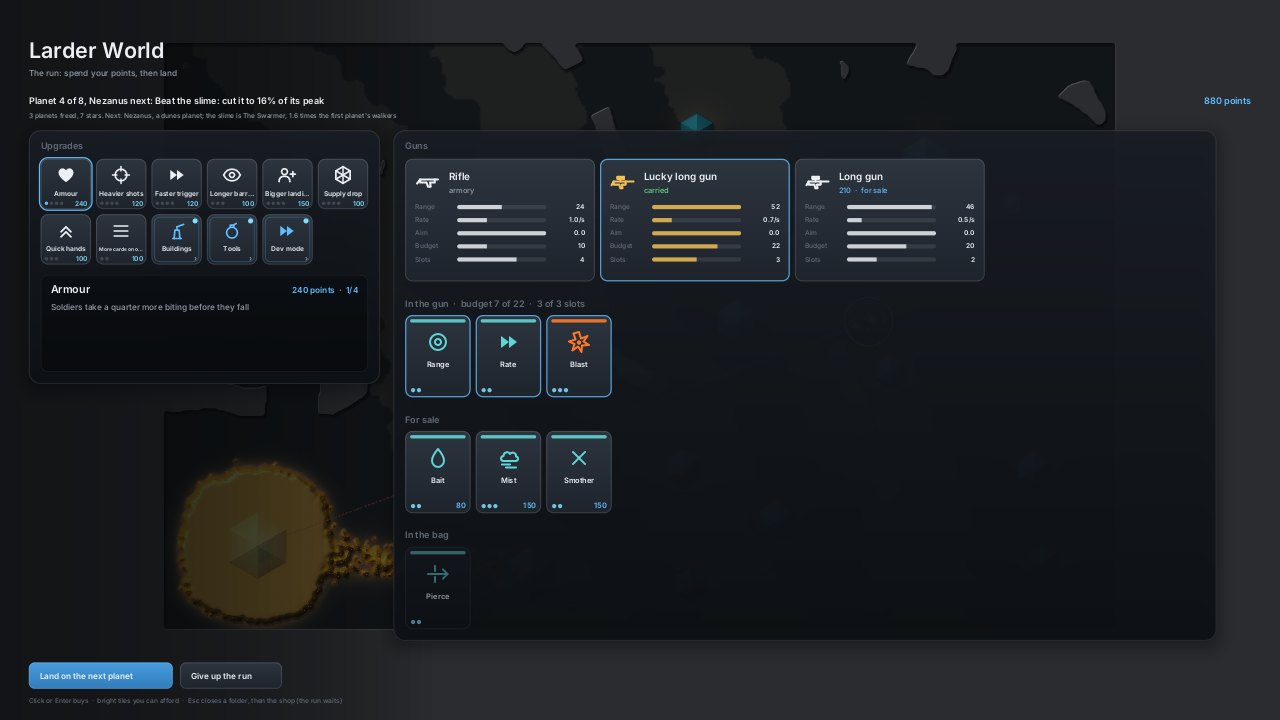 Larder World
The run: spend your points, then land
Planet 4 of 8, Nezanus next: Beat the slime: cut it to 16% of its peak
880 points
3 planets freed, 7 stars. Next: Nezanus, a dunes planet; the slime is The Swarmer, 1.6 times the first planet's walkers
Upgrades
Armour
240
Heavier shots
120
Faster trigger
120
Longer barr...
100
Bigger landi...
150
Supply drop
100
Quick hands
100
More cards on o...
100
Buildings
Tools
Dev mode
Armour
240 points · 1/4
Soldiers take a quarter more biting before they fall
Guns
Rifle
armory
Range 24
Rate 1.0/s
Aim 0.0
Budget 10
Slots 4
Lucky long gun
carried
Range 52
Rate 0.7/s
Aim 0.0
Budget 22
Slots 3
Long gun
210 · for sale
Range 46
Rate 0.5/s
Aim 0.0
Budget 20
Slots 2
In the gun · budget 7 of 22 · 3 of 3 slots
Range
Rate
Blast
For sale
Bait
80
Mist
150
Smother
150
In the bag
Pierce
Land on the next planet
Give up the run
Click or Enter buys · bright tiles you can afford · Esc closes a folder, then the shop (the run waits)